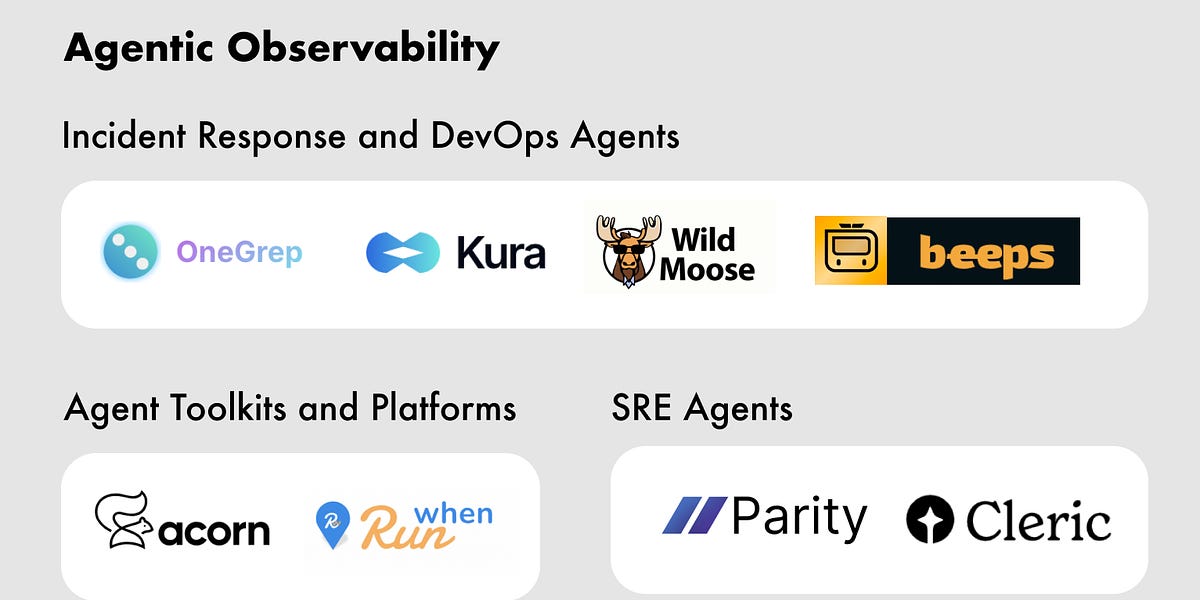 Agentic Observability
Incident Response and DevOps Agents
OneGrep
Kura
Wild
Moose
beeps
Agent Toolkits and Platforms
SRE Agents
acorn
R
when
Run
Parity
Cleric